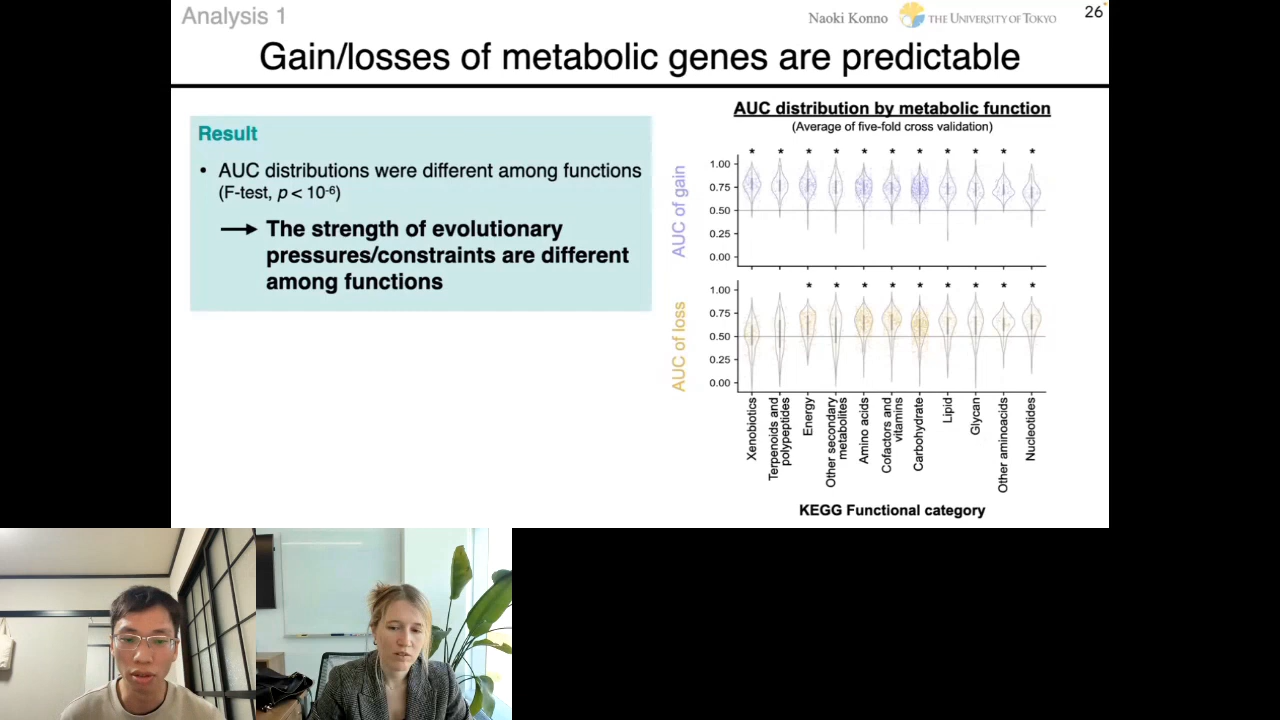 Analysis 1
Naoki Konno
THE UNIVERSITY OF TOKYO
26
Gain/losses of metabolic genes are predictable
Result
• AUC distributions were different among functions
(F-test, p < 10-6)
The strength of evolutionary
pressures/constraints are different
among functions
AUC distribution by metabolic function
(Average of five-fold cross validation)
* * * * * * * * * * *
AUC of gain
1.00
0.75
0.50
0.25
0.00
* * * * * * * * *
AUC of loss
1.00
0.75
0.50
0.25
0.00
Xenobiotics
Terpenoids and
polypeptides
Energy
Other secondary
metabolites
Amino acids
Cofactors and
vitamins
Carbohydrate
Lipid
Glycan
Other aminoacids
Nucleotides
KEGG Functional category